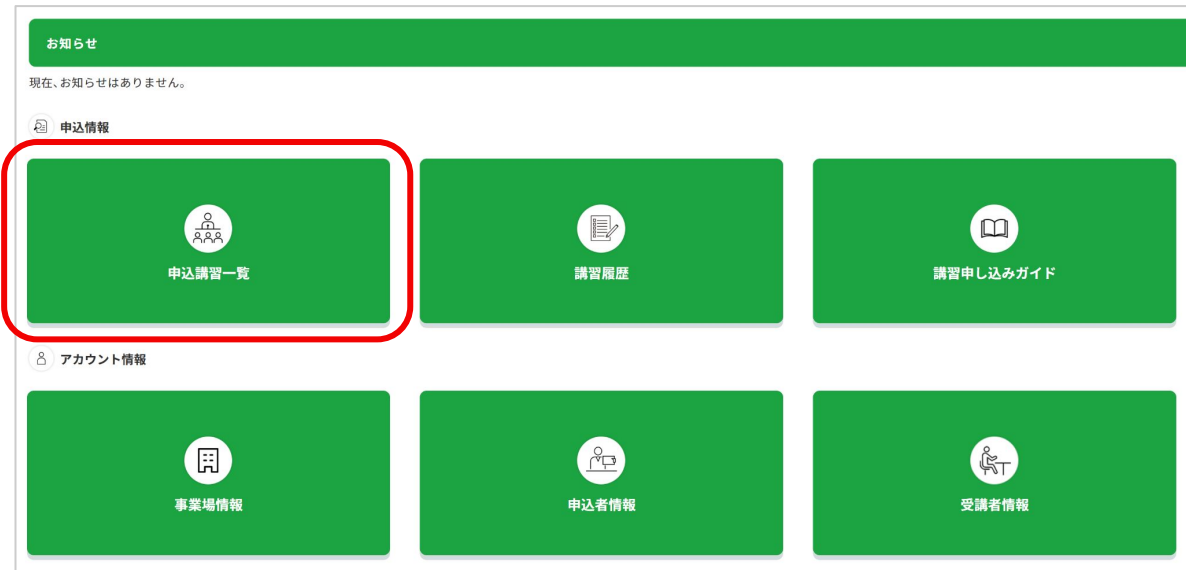 お知らせ
現在、お知らせはありません。
申込情報
申込講習一覧
講習履歴
講習申し込みガイド
アカウント情報
事業場情報
申込者情報
受講者情報